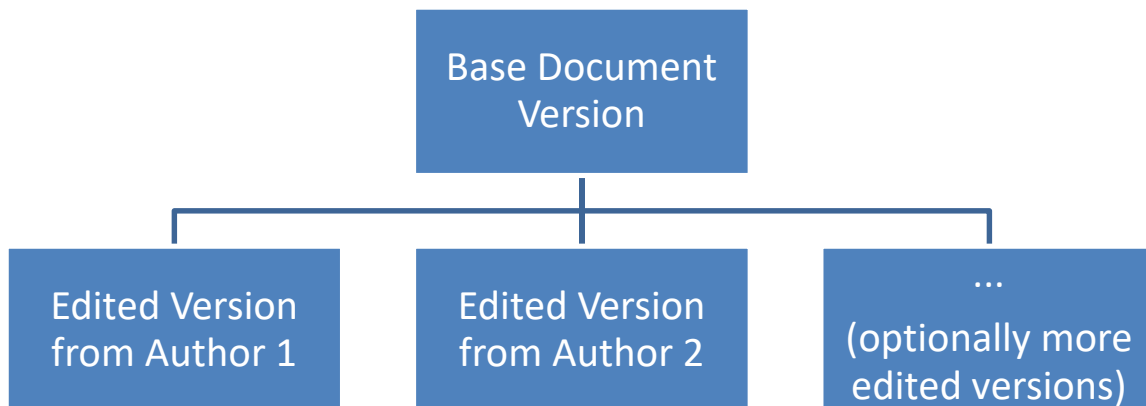 Base Document
Version
Edited Version
from Author 1
Edited Version
from Author 2
...
(optionally more
edited versions)